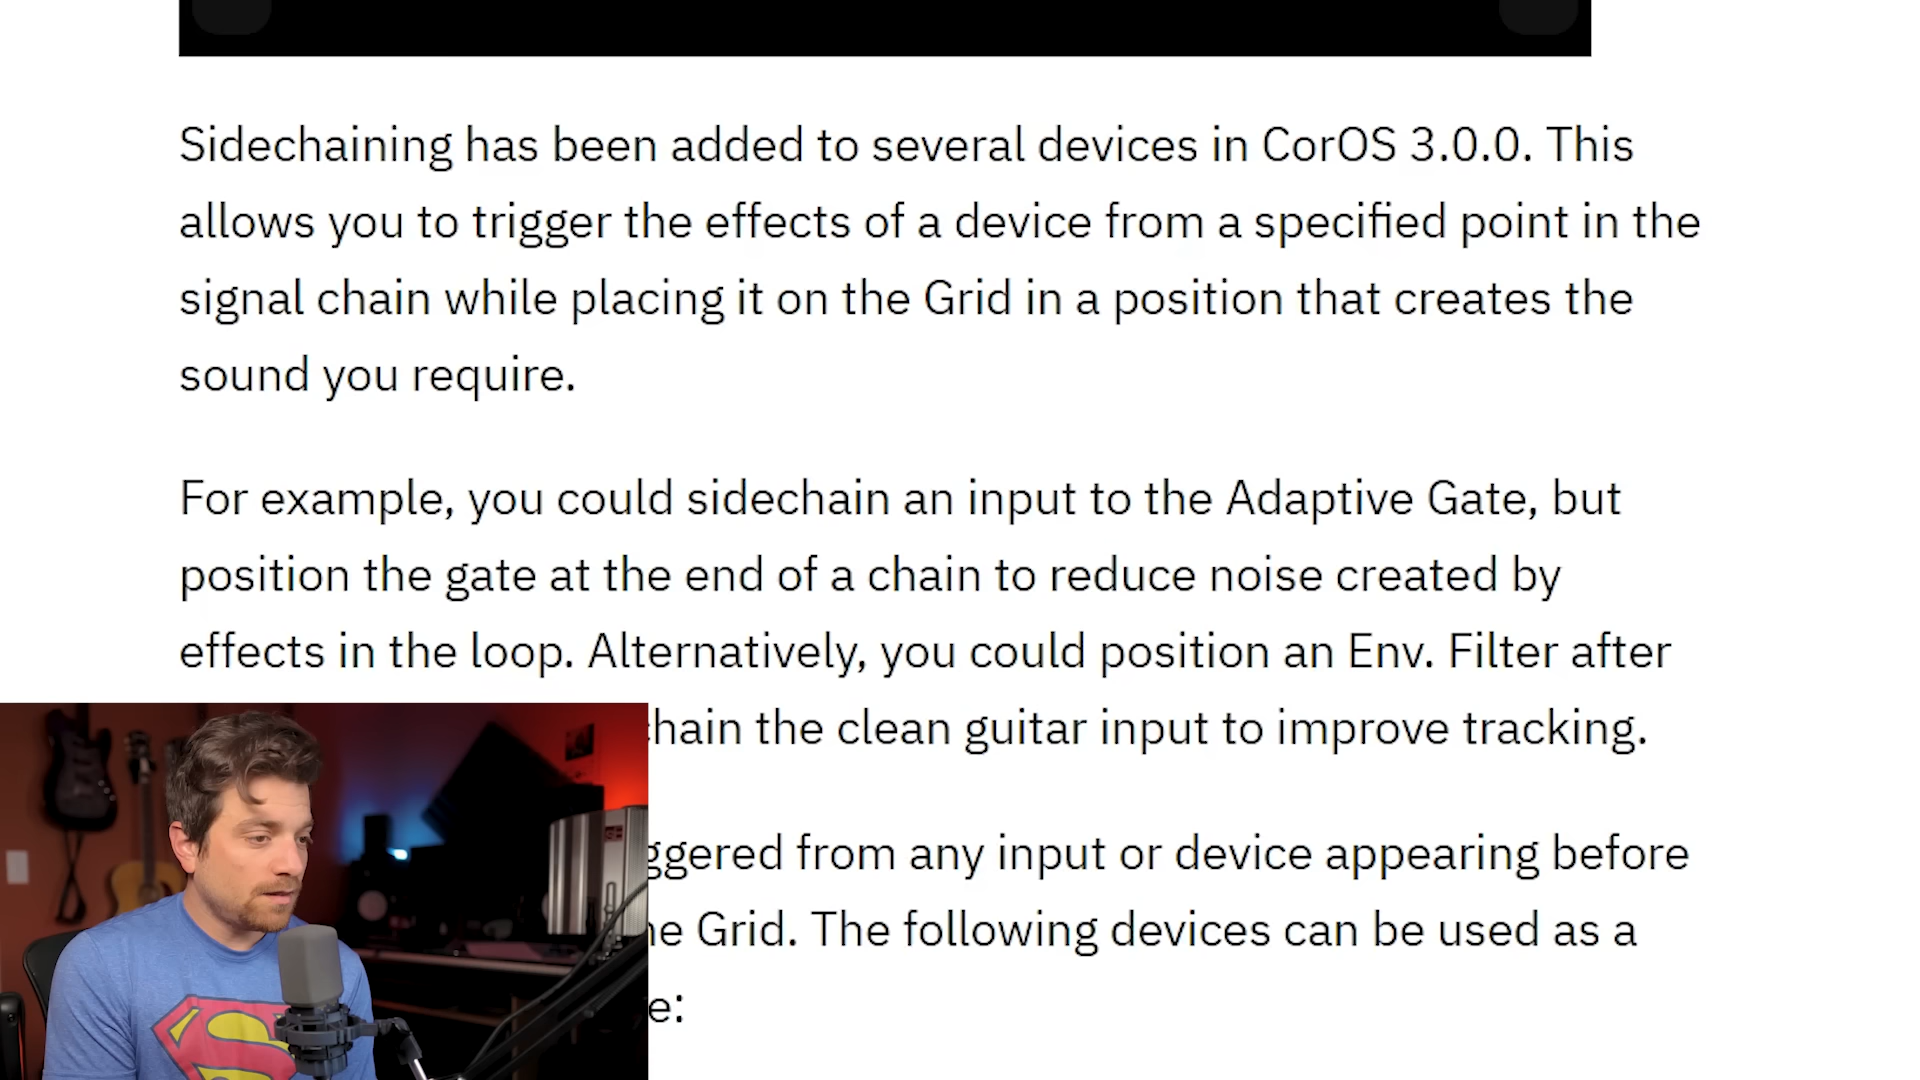 Sidechaining has been added to several devices in CorOS 3.0.0. This
allows you to trigger the effects of a device from a specified point in the
signal chain while placing it on the Grid in a position that creates the
sound you require.
For example, you could sidechain an input to the Adaptive Gate, but
position the gate at the end of a chain to reduce noise created by
effects in the loop. Alternatively, you could position an Env. Filter after
the clean guitar input to improve tracking.
from any input or device appearing before
Grid. The following devices can be used as a